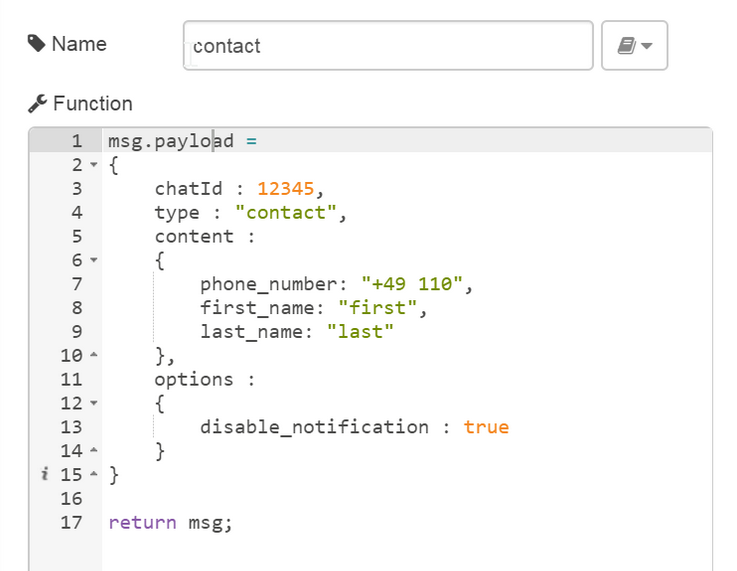 Name
contact
Function
1 msg.payload =
2 {
3 chatId : 12345,
4 type : "contact",
5 content :
6 {
7 phone_number: "+49 110",
8 first_name: "first",
9 last_name: "last"
10 },
11 options :
12 {
13 disable_notification : true
14 }
i 15 }
16
17 return msg;